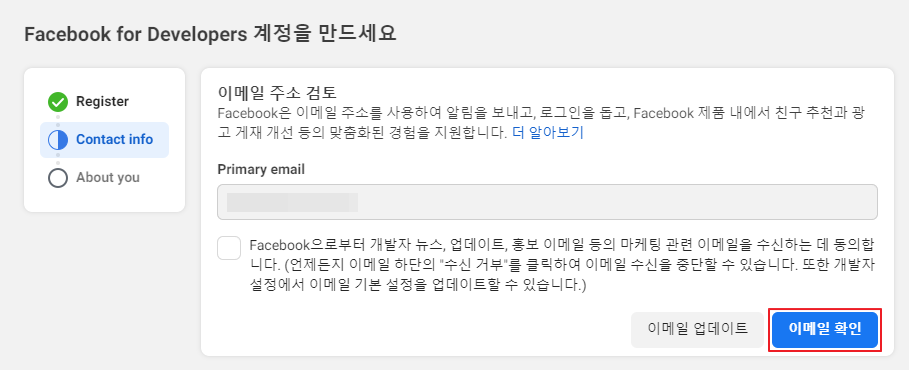 Facebook for Developers 계정을 만드세요
Register
Contact info
About you
이메일 주소 검토
Facebook은 이메일 주소를 사용하여 알림을 보내고, 로그인을 돕고, Facebook 제품 내에서 친구 추천과 광
고 게재 개선 등의 맞춤화된 경험을 지원합니다. 더 알아보기
Primary email
Facebook으로부터 개발자 뉴스, 업데이트, 홍보 이메일 등의 마케팅 관련 이메일을 수신하는 데 동의합
니다. (언제든지 이메일 하단의 "수신 거부"를 클릭하여 이메일 수신을 중단할 수 있습니다. 또한 개발자
설정에서 이메일 기본 설정을 업데이트할 수 있습니다.)
이메일 업데이트
이메일 확인